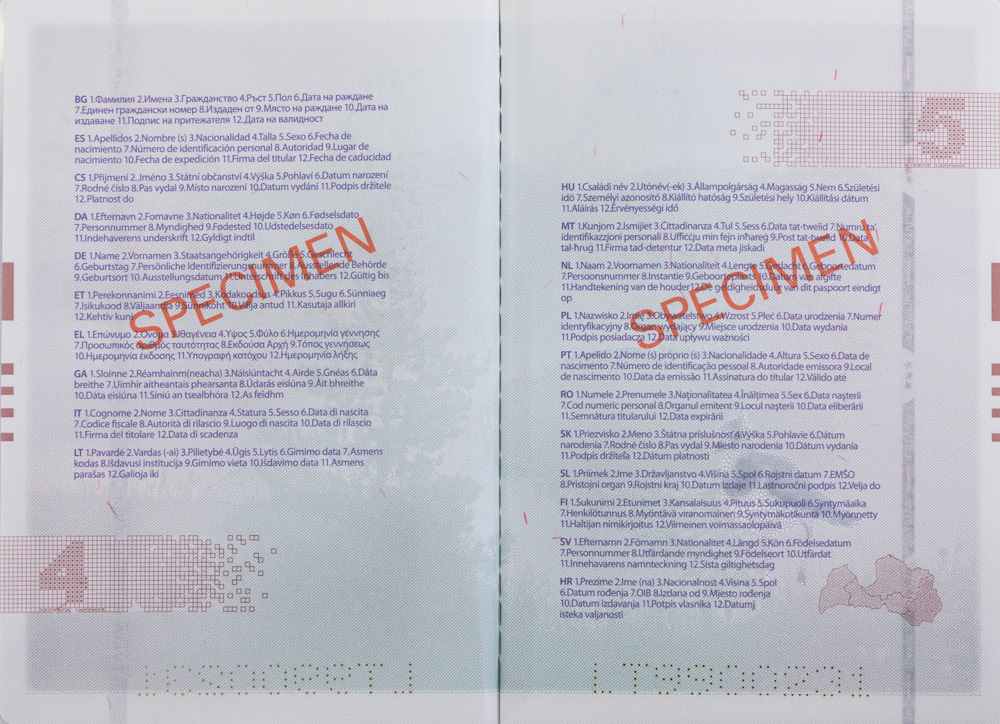 BG 1.Фамилия 2.Имена 3.Гражданство 4.Ръст 5.Пол 6.Дата на раждане
7.Единен граждански номер 8.Издаден от 9.Място на раждане 10.Дата на
издаване 11.Подпис на притежателя 12.Дата на валидност
ES 1.Apellidos 2.Nombre (s) 3.Nacionalidad 4.Talla 5.Sexo 6.Fecha de
nacimiento 7.Número de identificación personal 8.Autoridad 9.Lugar de
nacimiento 10.Fecha de expedición 11.Firma del titular 12.Fecha de caducidad
CS 1.Příjmení 2.Jméno 3.Státní občanství 4.Výška 5.Pohlaví 6.Datum narození
7.Rodné číslo 8.Pas vydal 9.Místo narození 10.Datum vydání 11.Podpis držitele
12.Platnost do
DA 1.Efternavn 2.Fornavne 3.Nationalitet 4.Højde 5.Køn 6.Fødselsdato
7.Personnummer 8.Myndighed 9.Fødested 10.Udstedelsesdato
11.Indehaverens underskrift 12.Gyldigt indtil
DE 1.Name 2.Vornamen 3.Staatsangehörigkeit 4.Größe 5.Geschlecht
6.Geburtstag 7.Persönliche Identifizierungsnummer 8.Ausstellende Behörde
9.Geburtsort 10.Ausstellungsdatum 11.Unterschrift des Inhabers 12.Gültig bis
ET 1.Perekonnanimi 2.Eesnimed 3.Kodakoodsus 4.Pikkus 5.Sugu 6.Sünniaeg
7.Isikukood 8.Väljaandja 9.Sünnikoht 10.Välja antud 11.Kasutaja allkiri
12.Kehtiv kuni
EL 1.Επώνυμο 2.Όνομα 3.Ιθαγένεια 4.Υψος 5.Φύλο 6.Ημερομηνία γέννησης
7.Προσωπικός αριθμός ταυτότητας 8.Εκδούσα Αρχή 9.Τόπος γεννήσεως
10.Ημερομηνία έκδοσης 11.Υπογραφή κατόχου 12.Ημερομηνία λήξης
GA 1.Sloinne 2.Réamhainm(neacha) 3.Náisiúntacht 4.Airde 5.Gnéas 6.Dáta
breithe 7.Uimhir aitheantais phearsanta 8.Údarás eisiúna 9.Áit bhreithe
10.Dáta eisiúna 11.Síniú an tsealbhóra 12.As feidhm
IT 1.Cognome 2.Nome 3.Cittadinanza 4.Statura 5.Sesso 6.Data di nascita
7.Codice fiscale 8.Autorità di rilascio 9.Luogo di nascita 10.Data di rilascio
11.Firma del titolare 12.Data di scadenza
LT 1.Pavardė 2.Vardas (-ai) 3.Pilietybė 4.Ūgis 5.Lytis 6.Gimimo data 7.Asmens
kodas 8.Išdavusi institucija 9.Gimimo vieta 10.Išdavimo data 11.Asmens
parašas 12.Galioja iki
SPECIMEN
4
5
HU 1.Családi név 2.Utónév(-ek) 3.Állampolgárság 4.Magasság 5.Nem 6.Születési
idő 7.Személyi azonosító 8.Kiállító hatóság 9.Születési hely 10.Kiállítási dátum
11.Aláírás 12.Érvényességi idő
MT 1.Kunjom 2.Ismijiet 3.Cittadinanza 4.Tul 5.Sess 6.Data tat-twelid 7.Numru ta'
identifikazzjoni personali 8.Uffiċċju min fejn inħareġ 9.Post tat-twelid 10.Data
tal-ħrug 11.Firma tad-detentur 12.Data meta jiskadi
NL 1.Naam 2.Voornamen 3.Nationaliteit 4.Lengte 5.Geslacht 6.Geboortedatum
7.Persoonsnummer 8.Instantie 9.Geboorteplaats 10.Datum van afgifte
11.Handtekening van de houder 12.De geldigheidsduur van dit paspoort eindigt
op
PL 1.Nazwisko 2.Imię 3.Obywatelstwo 4.Wzrost 5.Płeć 6.Data urodzenia 7.Numer
identyfikacyjny 8.Organ wydający 9.Miejsce urodzenia 10.Data wydania
11.Podpis posiadacza 12.Data upływu ważności
PT 1.Apelido 2.Nome (s) próprio (s) 3.Nacionalidade 4.Altura 5.Sexo 6.Data de
nascimento 7.Número de identificação pessoal 8.Autoridade emissora 9.Local
de nascimento 10.Data da emissão 11.Assinatura do titular 12.Válido até
RO 1.Numele 2.Prenumele 3.Naţionalitatea 4.Înălţimea 5.Sex 6.Data naşterii
7.Cod numeric personal 8.Organul emitent 9.Locul naşterii 10.Data eliberării
11.Semnătura titularului 12.Data expirării
SK 1.Priezvisko 2.Meno 3.Štátna príslušnosť 4.Výška 5.Pohlavie 6.Dátum
narodenia 7.Rodné číslo 8.Pas vydal 9.Miesto narodenia 10.Dátum vydania
11.Podpis držiteľa 12.Dátum platnosti
SL 1.Priimek 2.Ime 3.Državljanstvo 4.Višina 5.Spol 6.Rojstni datum 7.EMŠO
8.Pristojni organ 9.Rojstni kraj 10.Datum izdaje 11.Lastnoročni podpis 12.Velja do
FI 1.Sukunimi 2.Etunimet 3.Kansalaisuus 4.Pituus 5.Sukupuoli 6.Syntymäaika
7.Henkilötunnus 8.Myöntävä viranomainen 9.Syntymäkotikunta 10.Myönnetty
11.Haltijan nimikirjoitus 12.Viimeinen voimassaolopäivä
SV 1.Efternamn 2.Förnamn 3.Nationalitet 4.Längd 5.Kön 6.Födelsedatum
7.Personnummer 8.Utfärdande myndighet 9.Födelseort 10.Utfärdat
11.Innehavarens namnteckning 12.Sista giltighetsdag
HR 1.Prezime 2.Ime (na) 3.Nacionalnost 4.Visina 5.Spol
6.Datum rođenja 7.OIB 8.Izdana od 9.Mjesto rođenja
10.Datum izdavanja 11.Potpis vlasnika 12.Datumj
isteka valjanosti
SPECIMEN